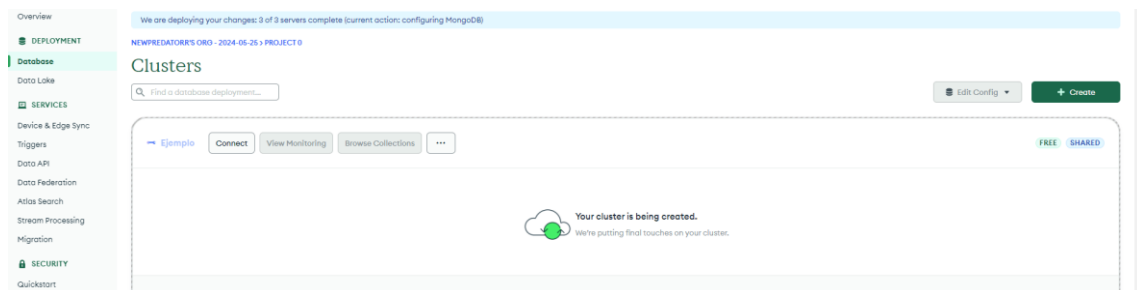 Overview
DEPLOYMENT
Database
Data Lake
SERVICES
Device & Edge Sync
Triggers
Data API
Data Federation
Atlas Search
Stream Processing
Migration
SECURITY
Quickstart
We are deploying your changes: 3 of 3 servers complete (current action: configuring MongoDB)
NEWPREDATORR'S ORG - 2024-05-25 > PROJECT 0
Clusters
Find a database deployment...
Edit Config
+ Create
Ejemplo
Connect
View Monitoring
Browse Collections
...
FREE
SHARED
Your cluster is being created.
We're putting final touches on your cluster.